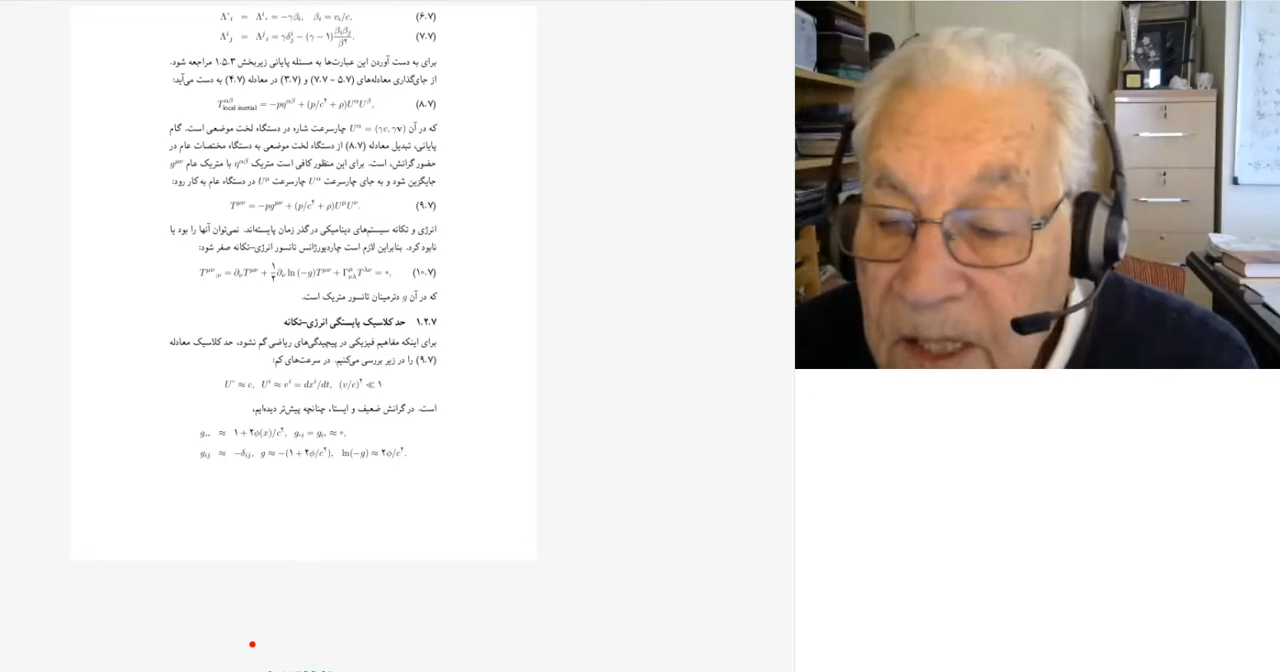 Λ°ᵢ = Λⁱ₀ = −γβᵢ, βᵢ = vᵢ/c, (۶.۷)
Λⁱⱼ = Λʲᵢ = γδⁱⱼ − (γ − ۱)βᵢβⱼ/β². (۷.۷)
برای به دست آوردن این عبارت‌ها به مسئله پایانی زیربخش ۱.۵.۳ مراجعه شود.
از جای‌گذاری معادله‌های (۵.۷ - ۷.۷) و (۳.۷) در معادله (۴.۷) به دست می‌آید:
T^{αβ}_{local inertial} = −pη^{αβ} + (p/c² + ρ)U^αU^β, (۸.۷)
که در آن U^α = (γc, γv) چارسرعت شاره در دستگاه لخت موضعی است. گام
پایانی، تبدیل معادله (۸.۷) از دستگاه لخت موضعی به دستگاه مختصات عام در
حضور گرانش، است. برای این منظور کافی است متریک η^{αβ} با متریک عام g^{μν}
جایگزین شود و به جای چارسرعت U^α چارسرعت U^μ در دستگاه عام به کار رود:
T^{μν} = −pg^{μν} + (p/c² + ρ)U^μU^ν. (۹.۷)
انرژی و تکانه سیستم‌های دینامیکی در گذر زمان پایسته‌اند. نمی‌توان آنها را بود یا
نابود کرد. بنابراین لازم است چاردیورژانس تانسور انرژی-تکانه صفر شود:
T^{μν}_{;ν} = ∂_νT^{μν} + ۱/۲ ∂_ν ln(−g)T^{μν} + Γ^μ_{νλ}T^{λν} = ۰, (۱۰.۷)
که در آن g دترمینان تانسور متریک است.
۱.۲.۷ حد کلاسیک پایستگی انرژی-تکانه
برای اینکه مفاهیم فیزیکی در پیچیدگی‌های ریاضی گم نشود، حد کلاسیک معادله
(۹.۷) را در زیر بررسی می‌کنیم. در سرعت‌های کم:
U° ≈ c, Uⁱ ≈ vⁱ = dxⁱ/dt, (v/c)² ≪ ۱
است. در گرانش ضعیف و ایستا، چنانچه پیش‌تر دیده‌ایم،
g₀₀ ≈ ۱ + ۲φ(x)/c², g₀ᵢ = gᵢ₀ ≈ ۰,
gᵢⱼ ≈ −δᵢⱼ, g ≈ −(۱ + ۲φ/c²), ln(−g) ≈ ۲φ/c².